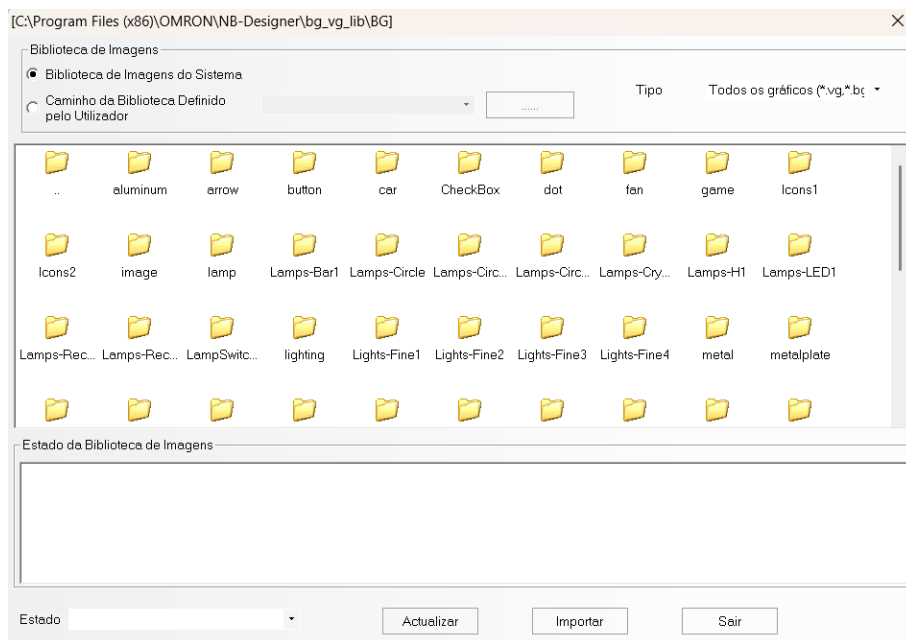 [C:\Program Files (x86)\OMRON\NB-Designer\bg_vg_lib\BG]
Biblioteca de Imagens
Biblioteca de Imagens do Sistema
Caminho da Biblioteca Definido
pelo Utilizador
......
Tipo
Todos os gráficos (*.vg,*.bg
.. aluminum arrow button car CheckBox dot fan game Icons1
Icons2 image lamp Lamps-Bar1 Lamps-Circle Lamps-Circ... Lamps-Circ... Lamps-Cry... Lamps-H1 Lamps-LED1
Lamps-Rec... Lamps-Rec... LampSwitc... lighting Lights-Fine1 Lights-Fine2 Lights-Fine3 Lights-Fine4 metal metalplate
Estado da Biblioteca de Imagens
Estado
Actualizar
Importar
Sair